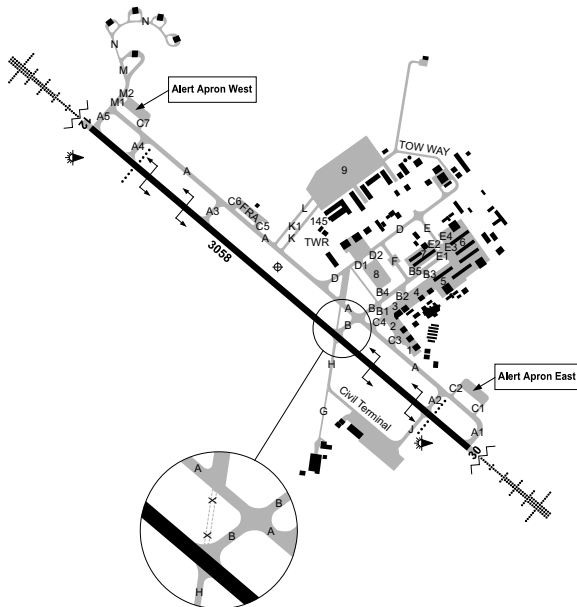 N
N
M
M2
M1
Alert Apron West
A5
12
C7
A4
A
TOW WAY
9
L
C6
FRA
A3
C5
K1
145
A
K
TWR
3058
D
E
E4
E2
E3
6
E1
D2
D1
F
B5
B3
D
8
5
B4
B2
4
A
B
B1
3
B
C4
2
C3
1
H
A
Alert Apron East
C2
A2
C1
Civil Terminal
G
J
A1
30
A
X
B
X
B
A
H